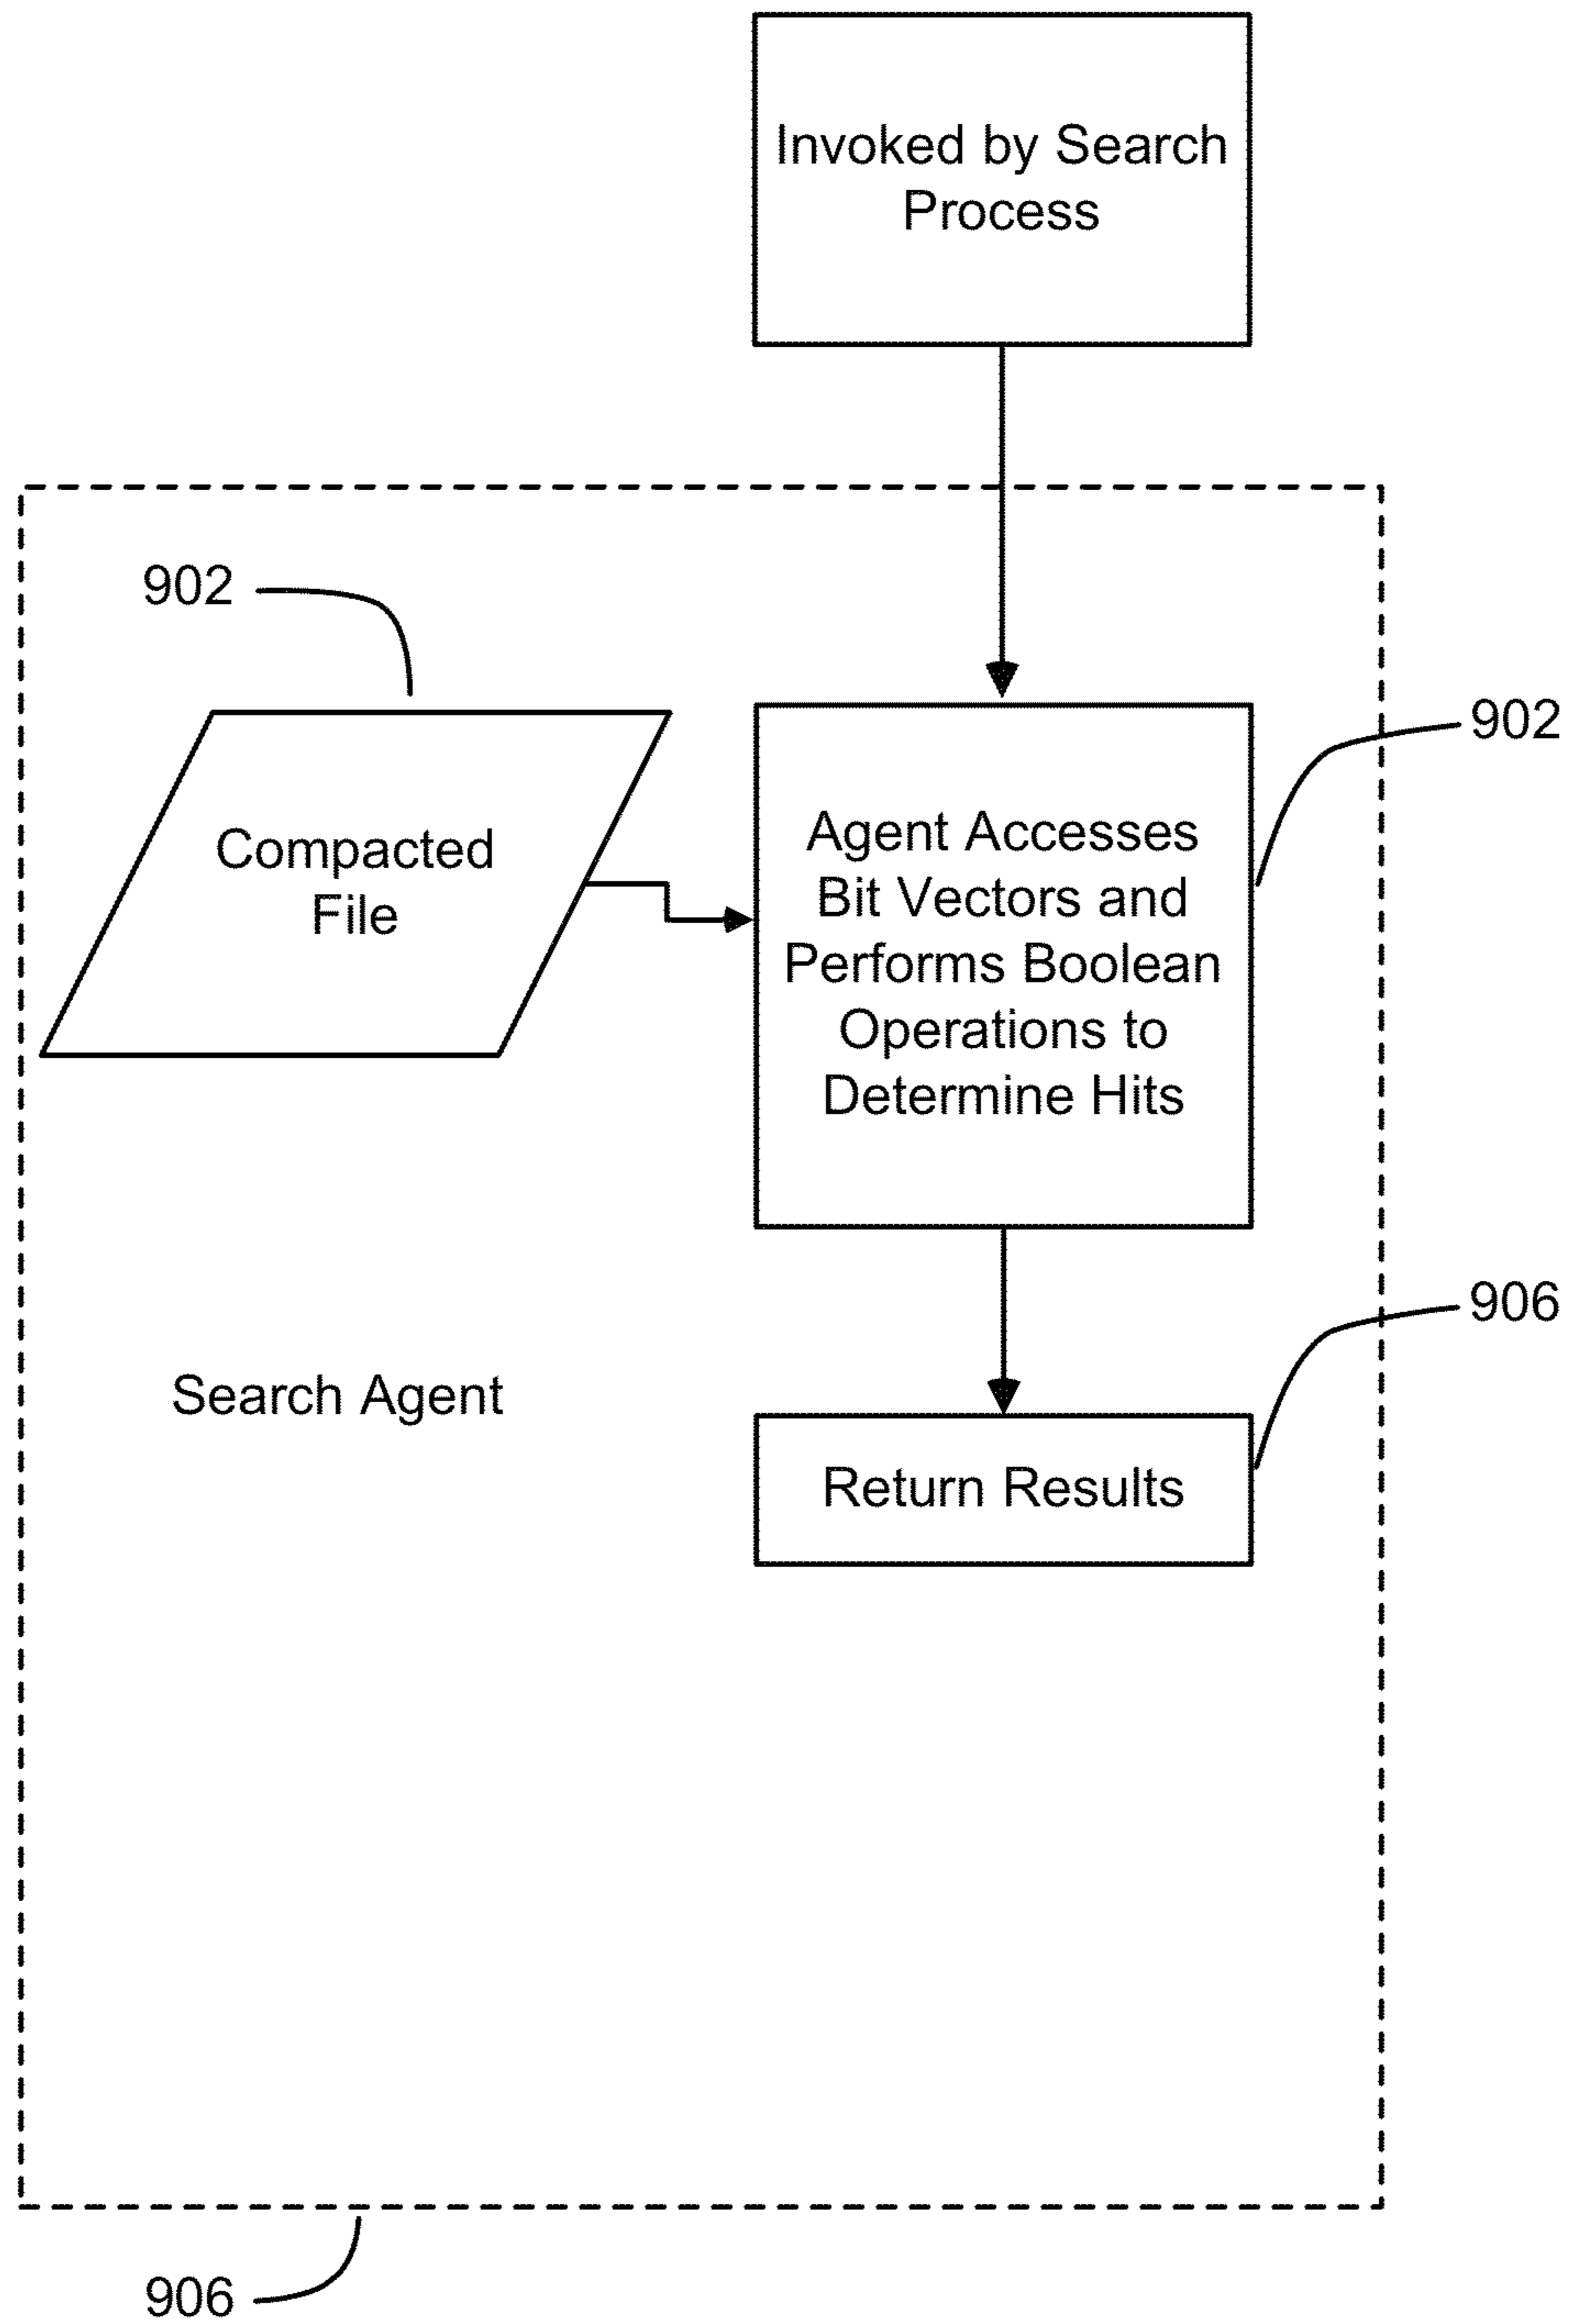 Invoked by Search
Process
902
902
Compacted
File
Agent Accesses
Bit Vectors and
Performs Boolean
Operations to
Determine Hits
906
Search Agent
Return Results
906